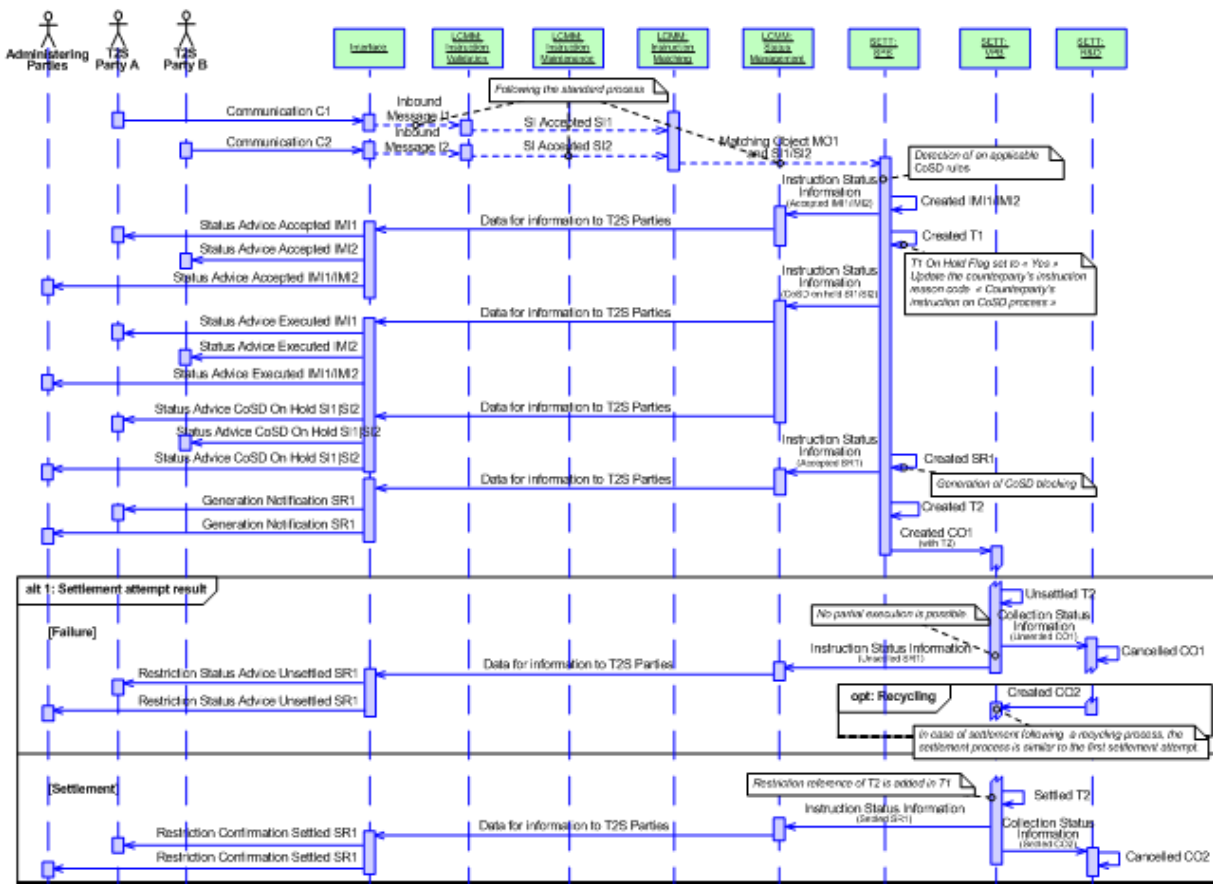 Administering
Parties
T2S
Party A
T2S
Party B
Interface
LCMM:
Instruction
Validation
LCMM:
Instruction
Maintenance
LCMM:
Instruction
Matching
LCMM:
Status
Management
SETT:
SETT:
VPB
SETT:
R&O
Following the standard process
Communication C1
Inbound
Message I1
SI Accepted SI1
Communication C2
Inbound
Message I2
SI Accepted SI2
Matching Object MO1
and SI1/SI2
Detection of an applicable
CoSD rules
Instruction Status
Information
(Accepted IMI1/IMI2)
Created IMI1/IMI2
Status Advice Accepted IMI1
Data for information to T2S Parties
Created T1
Status Advice Accepted IMI2
Status Advice Accepted IMI1/IMI2
T1 On Hold Flag set to « Yes »
Update the counterparty's instruction
reason code « Counterparty's
instruction on CoSD process »
Instruction Status
Information
(CoSD on hold SI1/SI2)
Status Advice Executed IMI1
Data for information to T2S Parties
Status Advice Executed IMI2
Status Advice Executed IMI1/IMI2
Status Advice CoSD On Hold SI1|SI2
Data for information to T2S Parties
Status Advice CoSD On Hold SI1|SI2
Status Advice CoSD On Hold SI1|SI2
Instruction Status
Information
(Accepted SR1)
Created SR1
Data for information to T2S Parties
Generation of CoSD blocking
Generation Notification SR1
Created T2
Generation Notification SR1
Created CO1
(with T2)
alt 1: Settlement attempt result
Unsettled T2
No partial execution is possible
Collection Status
Information
(Unsettled CO1)
[Failure]
Instruction Status Information
(Unsettled SR1)
Cancelled CO1
Restriction Status Advice Unsettled SR1
Data for information to T2S Parties
Restriction Status Advice Unsettled SR1
opt: Recycling
Created CO2
In case of settlement following a recycling process, the
settlement process is similar to the first settlement attempt.
[Settlement]
Restriction reference of T2 is added in T1
Settled T2
Instruction Status Information
(Settled SR1)
Collection Status
Information
(Settled CO2)
Restriction Confirmation Settled SR1
Data for information to T2S Parties
Restriction Confirmation Settled SR1
Cancelled CO2